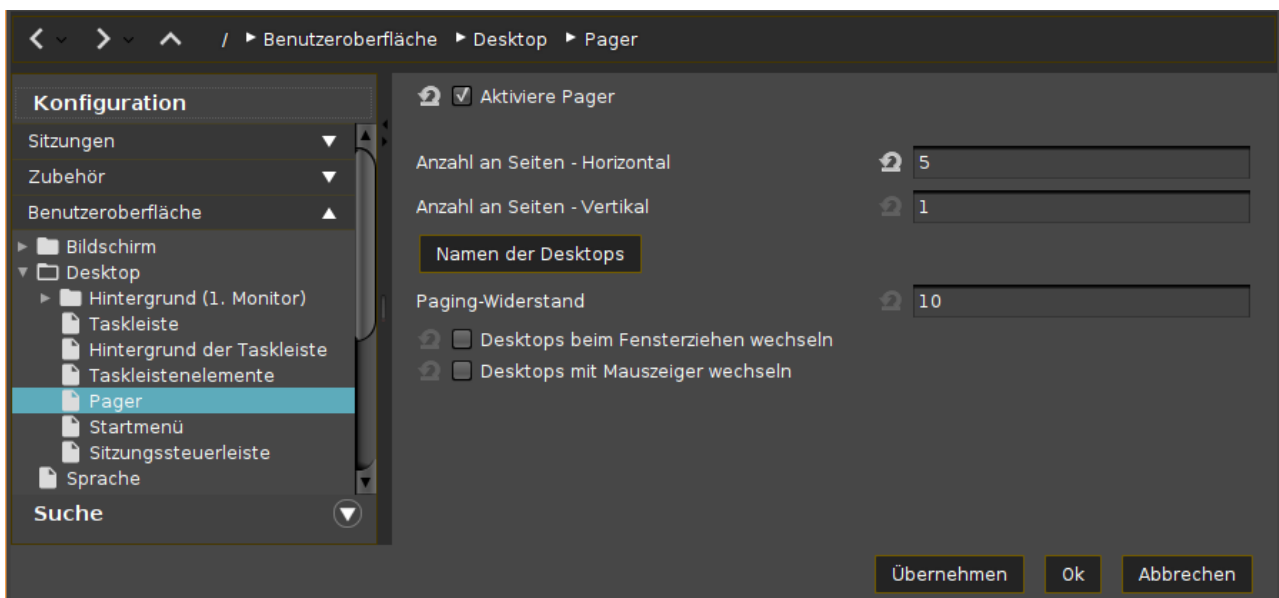 / Benutzeroberfläche Desktop Pager
Konfiguration
Sitzungen
Zubehör
Benutzeroberfläche
Bildschirm
Desktop
Hintergrund (1. Monitor)
Taskleiste
Hintergrund der Taskleiste
Taskleistenelemente
Pager
Startmenü
Sitzungssteuerleiste
Sprache
Suche
Aktiviere Pager
Anzahl an Seiten - Horizontal 5
Anzahl an Seiten - Vertikal 1
Namen der Desktops
Paging-Widerstand 10
Desktops beim Fensterziehen wechseln
Desktops mit Mauszeiger wechseln
Übernehmen Ok Abbrechen